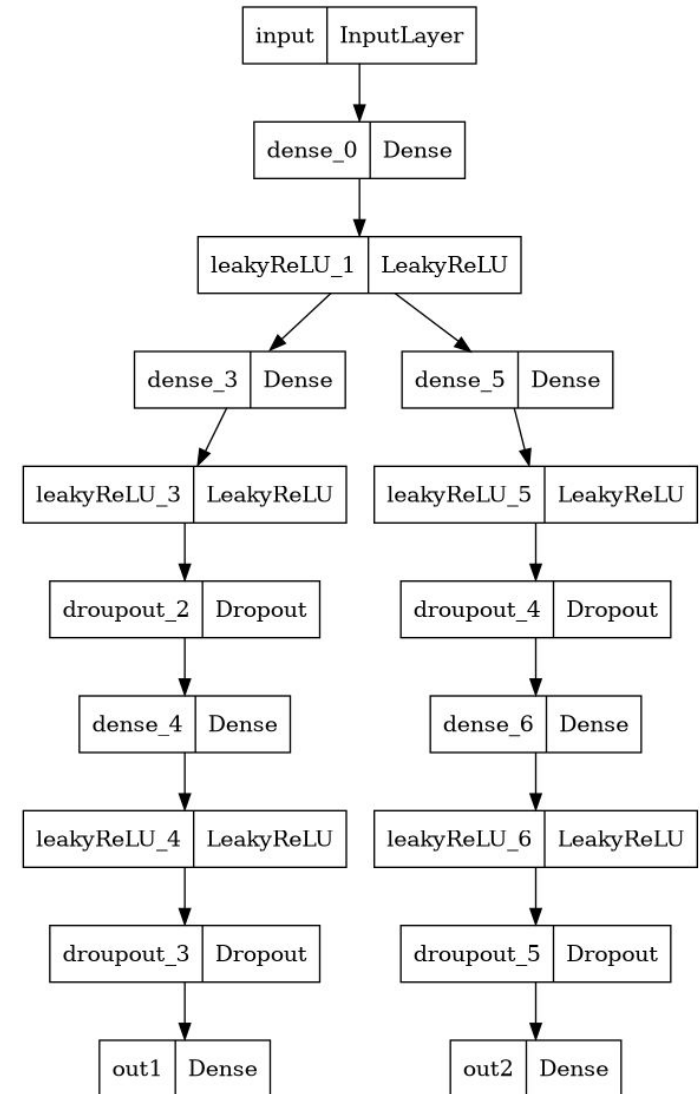 input InputLayer
dense_0 Dense
leakyReLU_1 LeakyReLU
dense_3 Dense dense_5 Dense
leakyReLU_3 LeakyReLU leakyReLU_5 LeakyReLU
droupout_2 Dropout droupout_4 Dropout
dense_4 Dense dense_6 Dense
leakyReLU_4 LeakyReLU leakyReLU_6 LeakyReLU
droupout_3 Dropout droupout_5 Dropout
out1 Dense out2 Dense